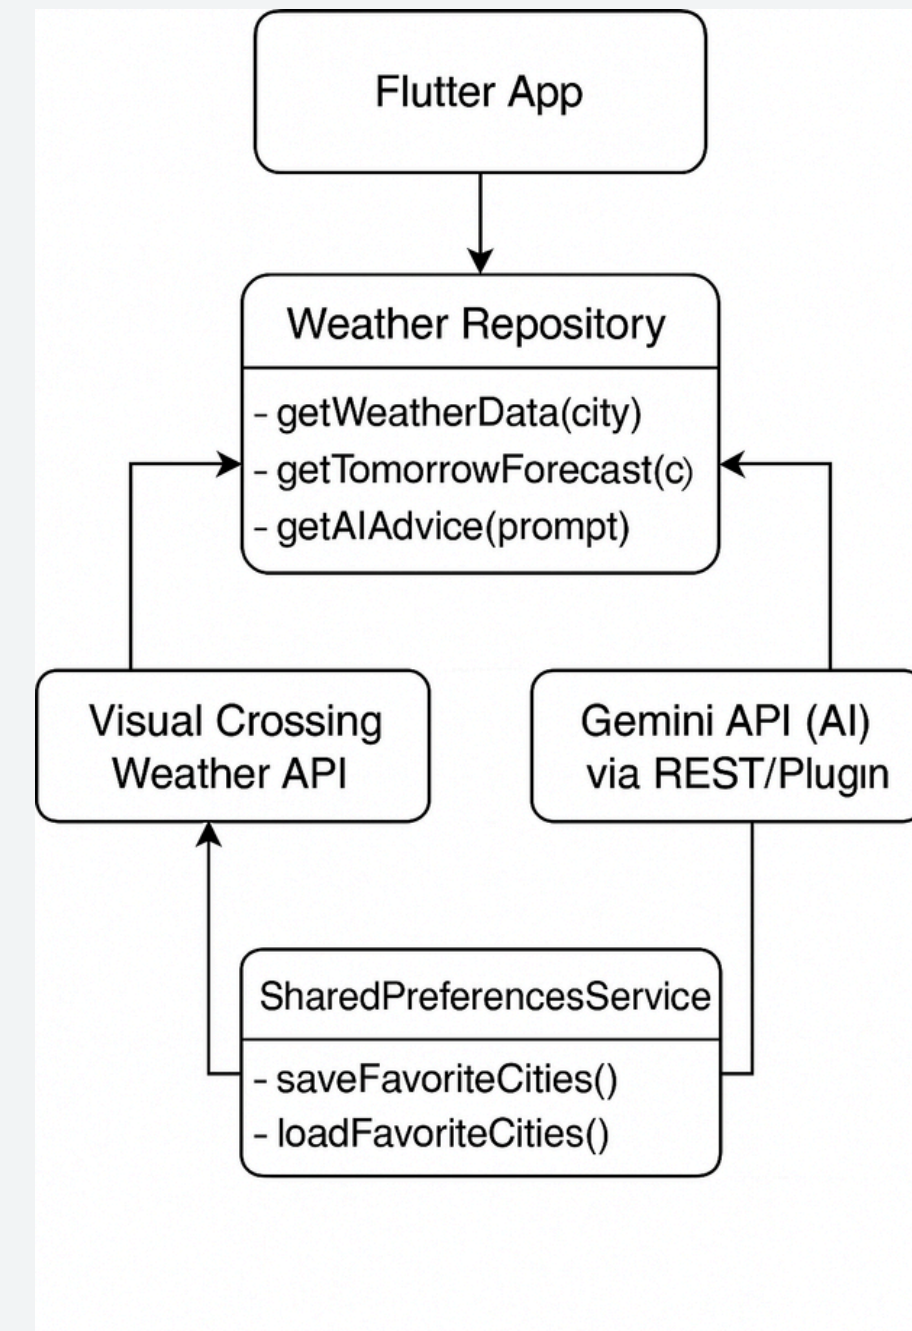 Flutter App
Weather Repository
- getWeatherData(city)
- getTomorrowForecast(c)
- getAIAdvice(prompt)
Visual Crossing
Weather API
Gemini API (AI)
via REST/Plugin
SharedPreferencesService
- saveFavoriteCities()
- loadFavoriteCities()